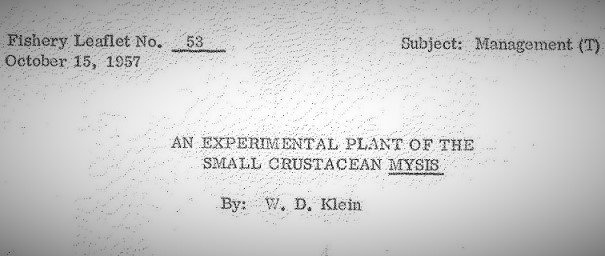 Fishery Leaflet No. 53
Subject: Management (T)
October 15, 1957
AN EXPERIMENTAL PLANT OF THE
SMALL CRUSTACEAN MYSIS
By: W. D. Klein